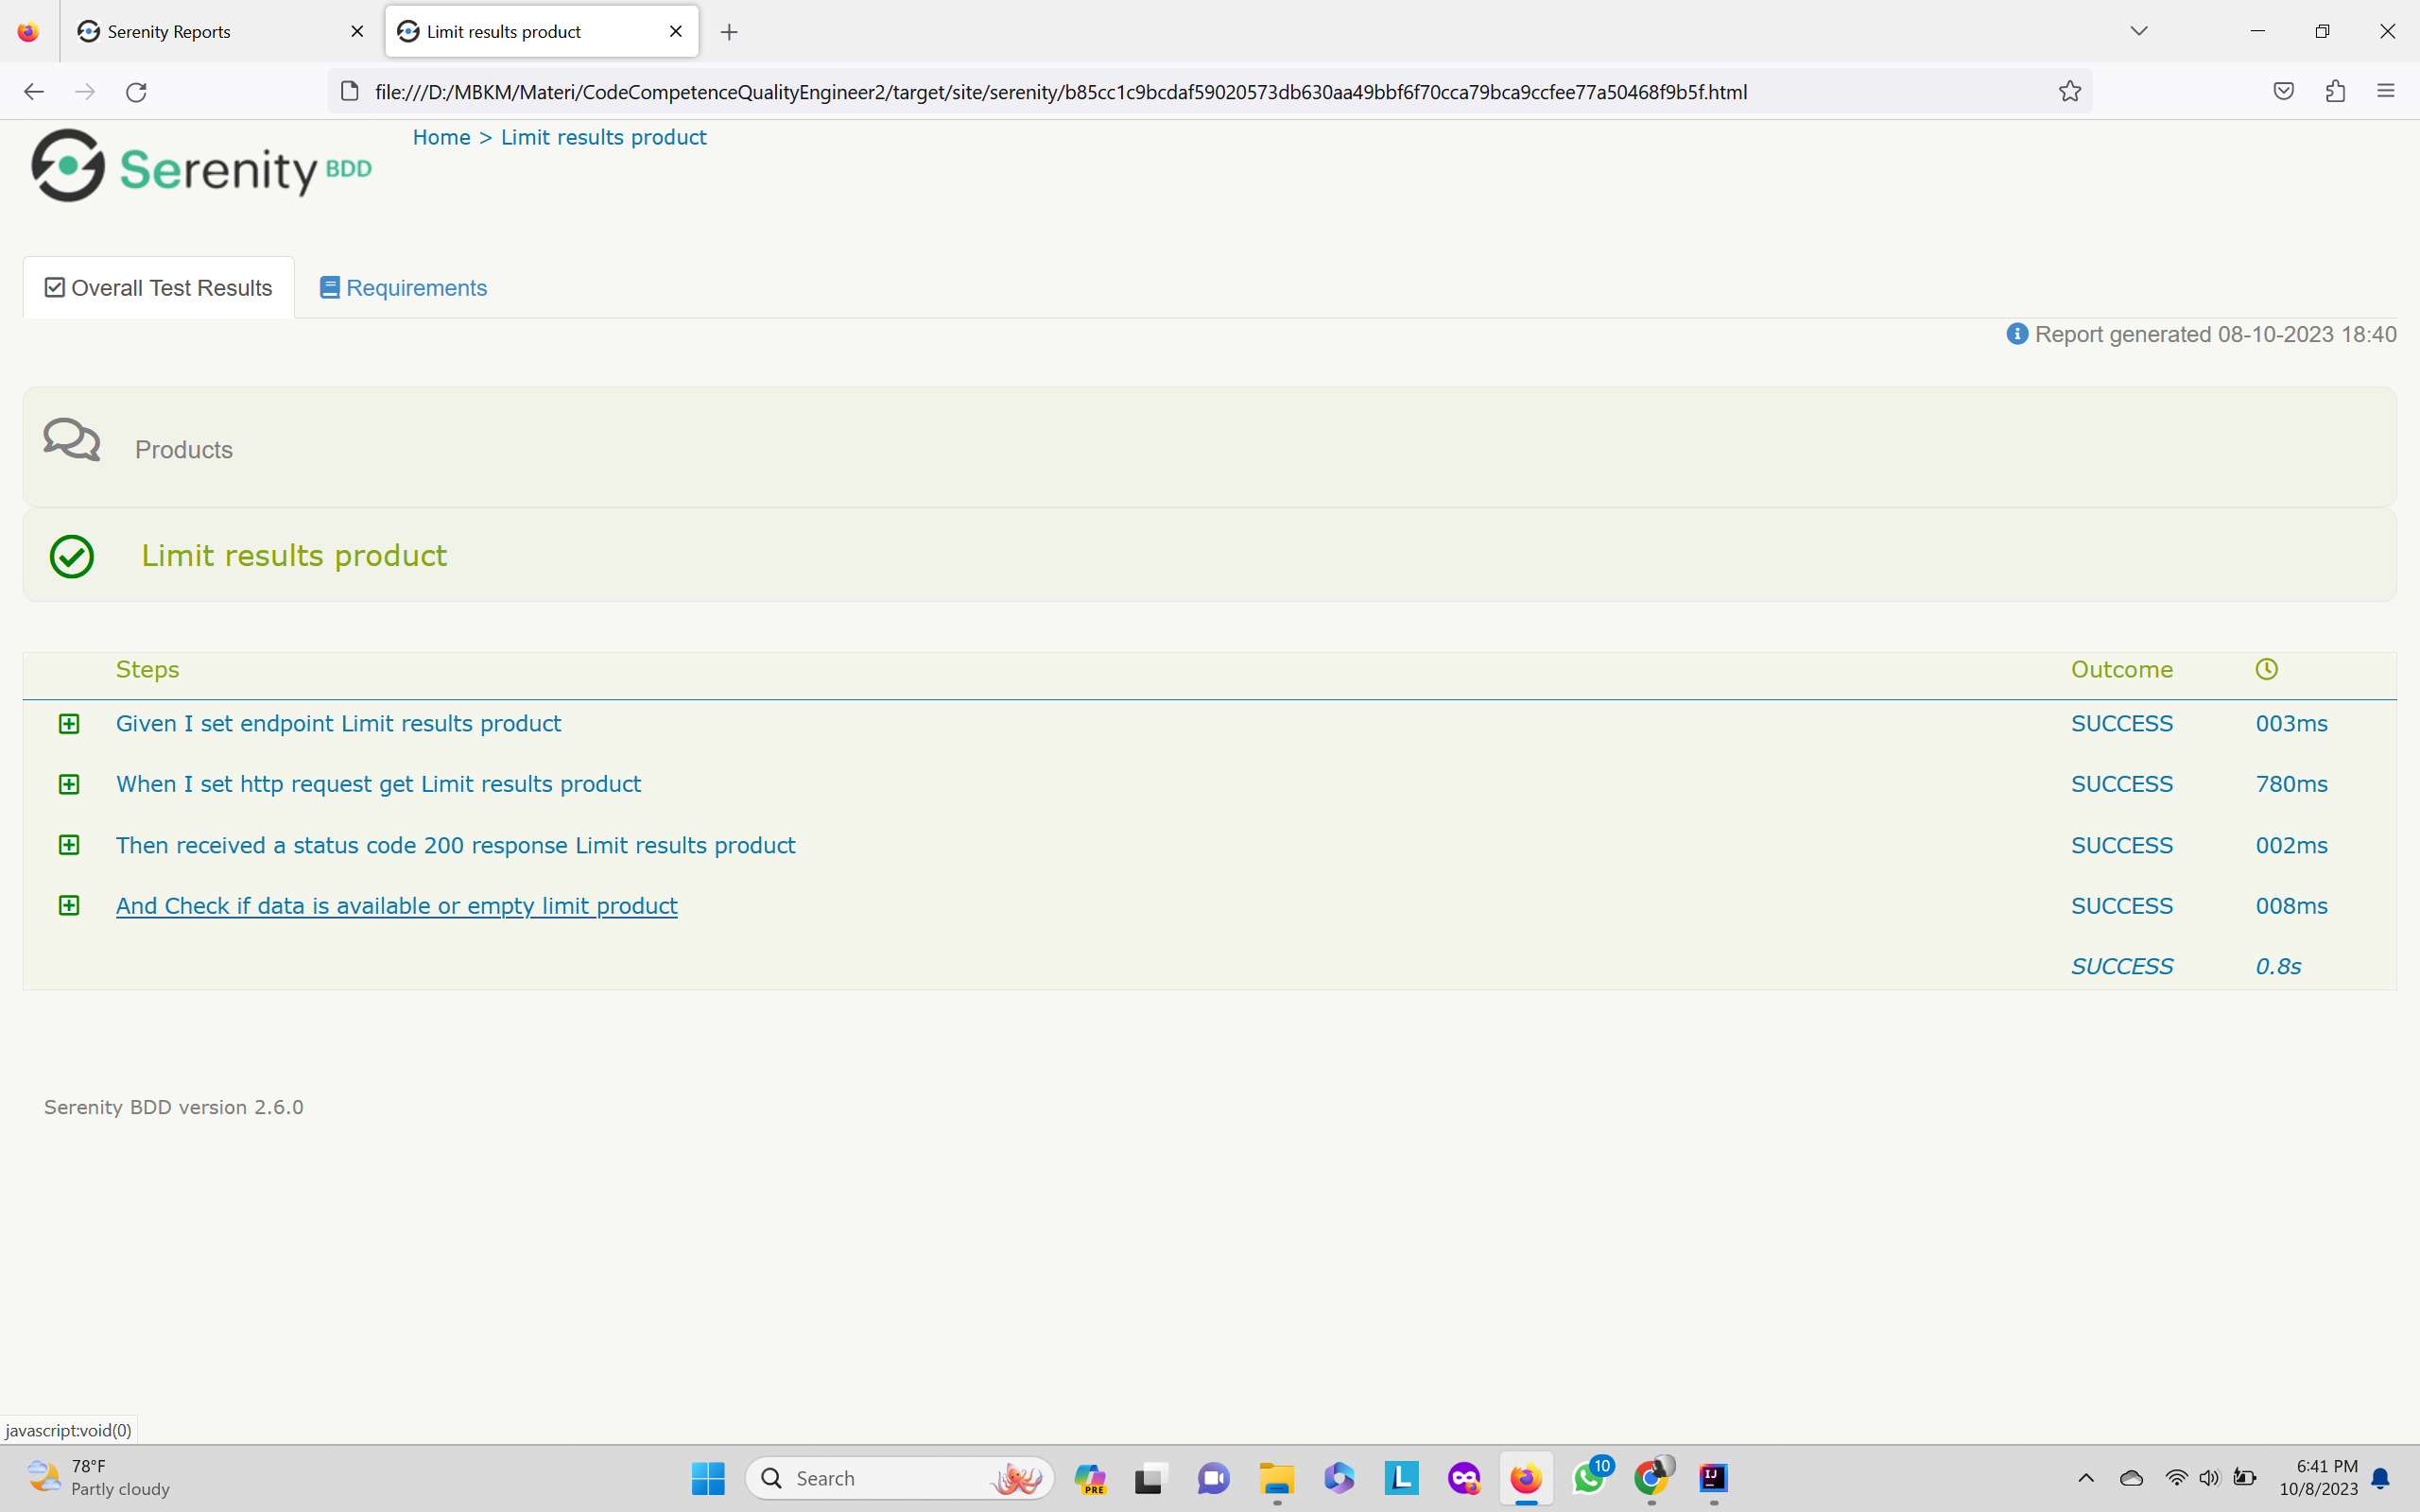 Serenity Reports
Limit results product
file:///D:/MBKM/Materi/CodeCompetenceQualityEngineer2/target/site/serenity/b85cc1c9bcdaf59020573db630aa49bbf6f70cca79bca9ccfee77a50468f9b5f.html
Serenity BDD
Home > Limit results product
Overall Test Results
Requirements
Report generated 08-10-2023 18:40
Products
Limit results product
Steps Outcome
Given I set endpoint Limit results product SUCCESS 003ms
When I set http request get Limit results product SUCCESS 780ms
Then received a status code 200 response Limit results product SUCCESS 002ms
And Check if data is available or empty limit product SUCCESS 008ms
SUCCESS 0.8s
Serenity BDD version 2.6.0
javascript:void(0)
78°F
Partly cloudy
Search
PRE
L
10
IJ
6:41 PM
10/8/2023